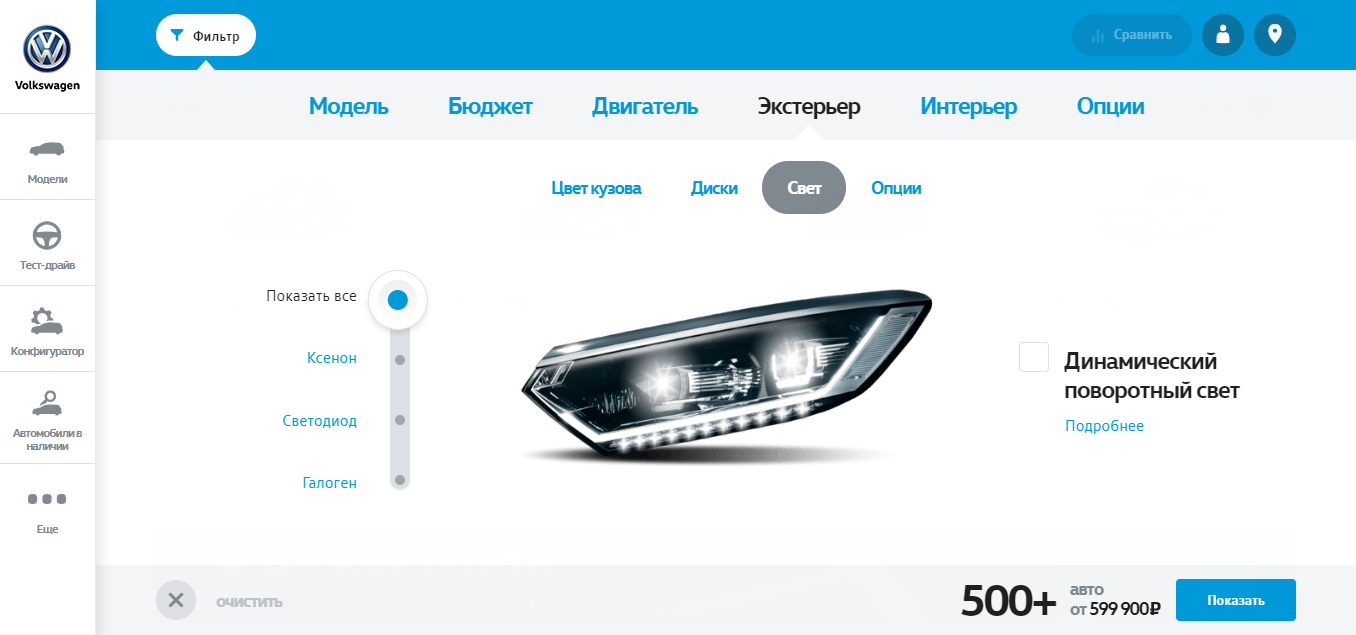 Volkswagen
Модели
Тест-драйв
Конфигуратор
Автомобили в
наличии
Еще
Фильтр
Сравнить
Модель
Бюджет
Двигатель
Экстерьер
Интерьер
Опции
Цвет кузова
Диски
Свет
Опции
Показать все
Ксенон
Светодиод
Галоген
Динамический
поворотный свет
Подробнее
очистить
500+
авто
от 599 900₽
Показать